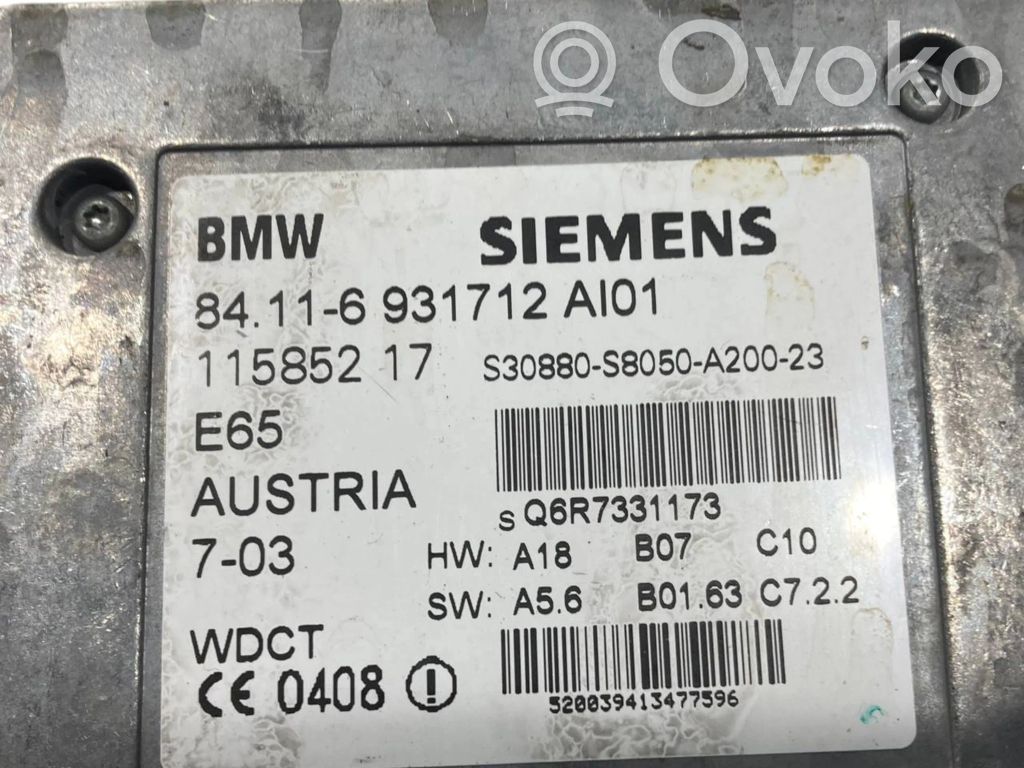 Ovoko
BMW SIEMENS
84.11-6 931712 AI01
115852 17 S30880-S8050-A200-23
E65
AUSTRIA
S Q6R7331173
7-03 HW: A18 B07 C10
SW: A5.6 B01.63 C7.2.2
WDCT
CE 0408
520039413477596